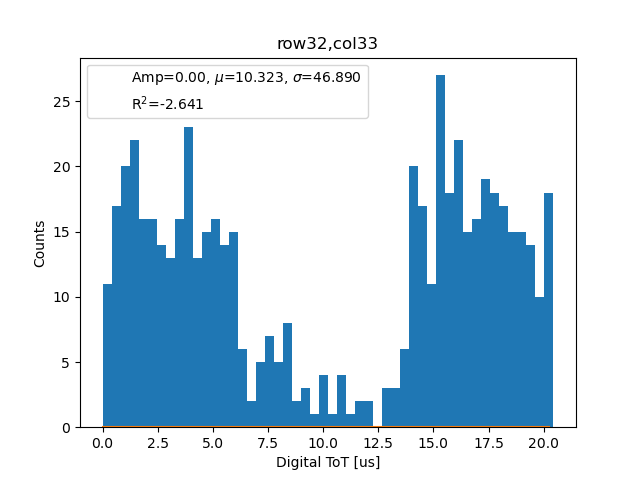 row32,col33
Amp=0.00, μ=10.323, σ=46.890
R²=-2.641
Counts
25
20
15
10
5
0
0.0 2.5 5.0 7.5 10.0 12.5 15.0 17.5 20.0
Digital ToT [us]